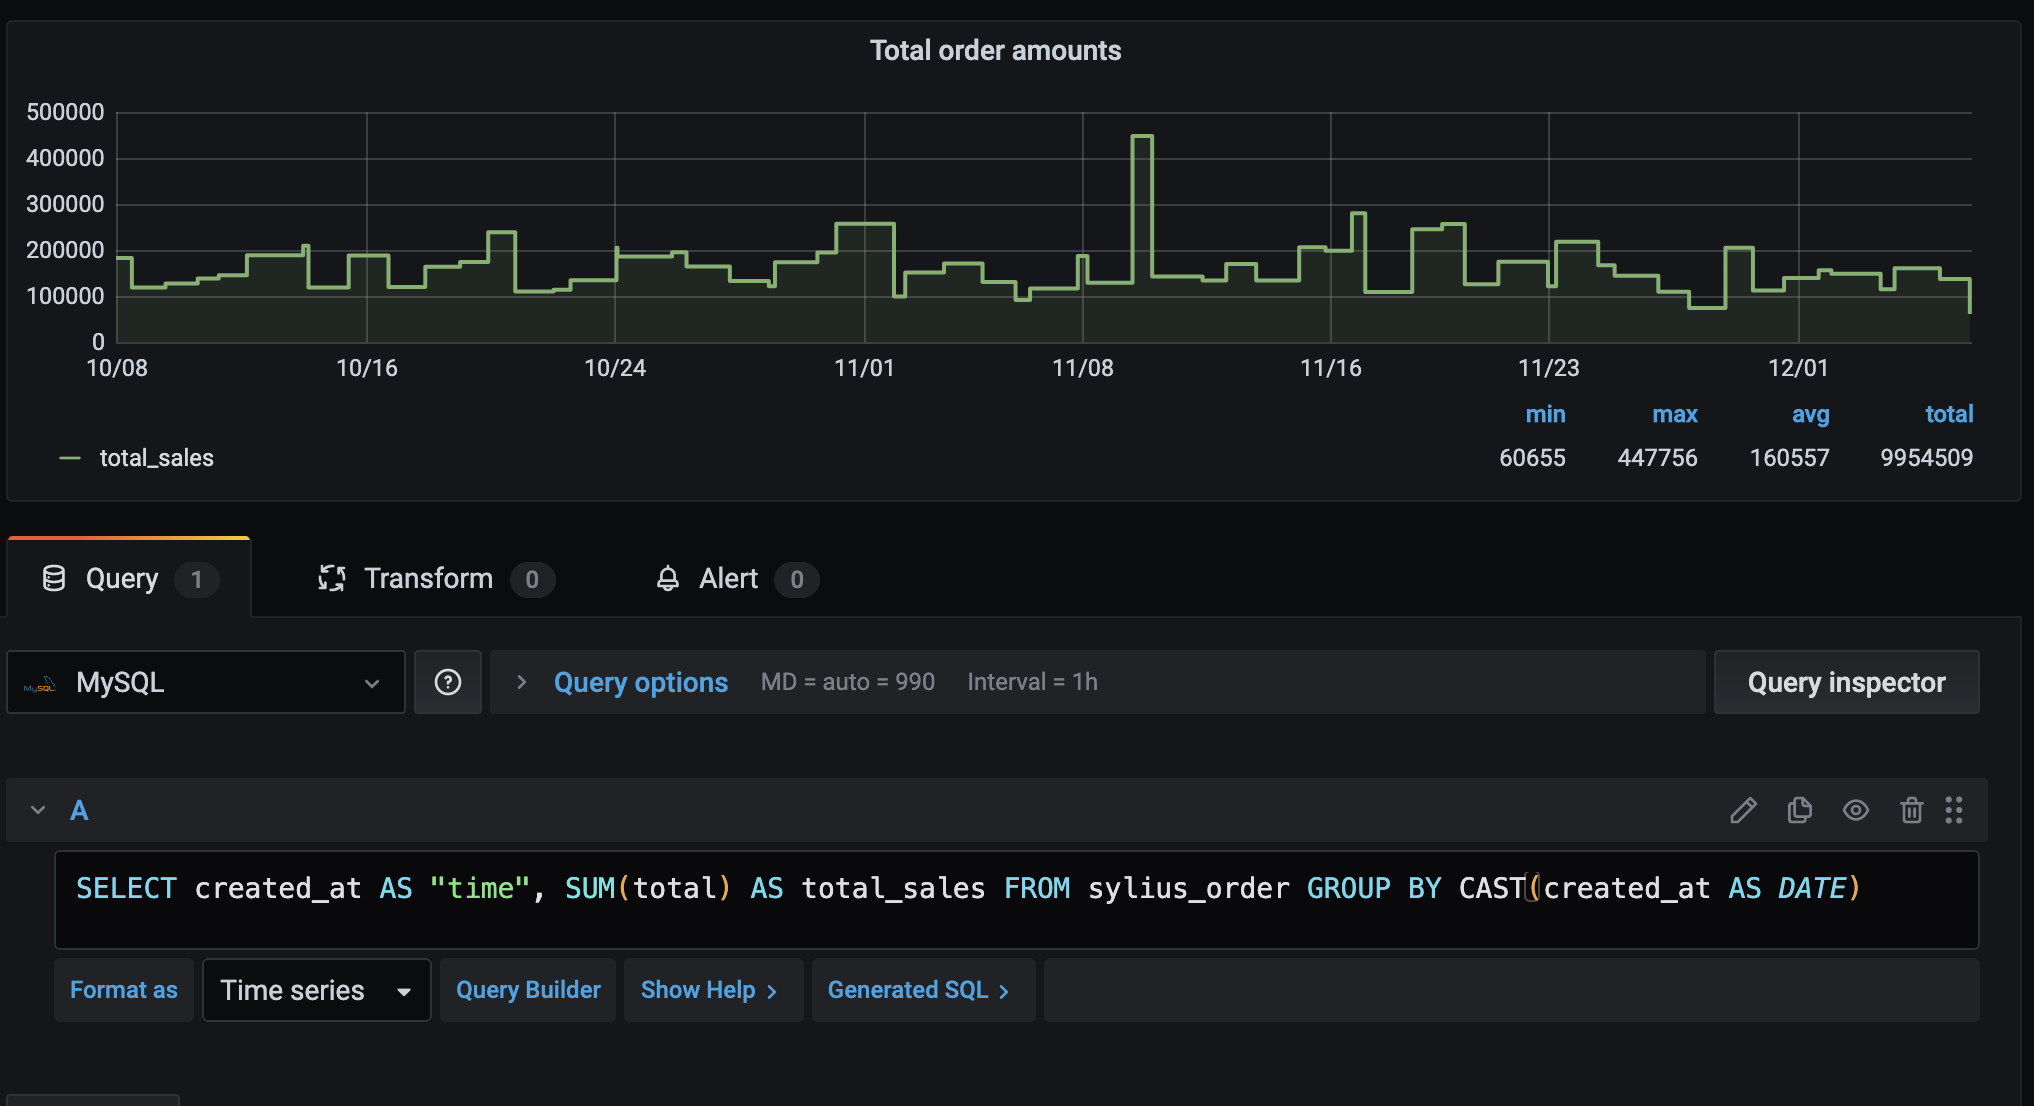 Total order amounts
500000
400000
300000
200000
100000
0
10/08 10/16 10/24 11/01 11/08 11/16 11/23 12/01
min max avg total
total_sales 60655 447756 160557 9954509
Query 1 Transform 0 Alert 0
MySQL MySQL ? Query options MD = auto = 990 Interval = 1h Query inspector
A
SELECT created_at AS "time", SUM(total) AS total_sales FROM sylius_order GROUP BY CAST(created_at AS DATE)
Format as Time series Query Builder Show Help > Generated SQL >